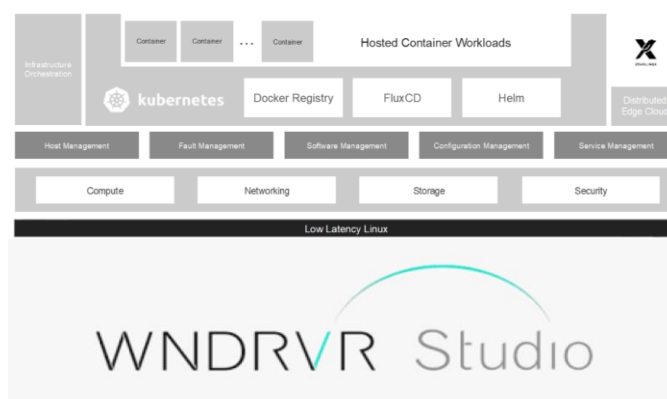 Container Container ... Container Hosted Container Workloads
Infrastructure
Orchestration
STARLINGX
kubernetes Docker Registry FluxCD Helm
Distributed
Edge Cloud
Host Management Fault Management Software Management Configuration Management Service Management
Compute Networking Storage Security
Low Latency Linux
WNDRVR Studio